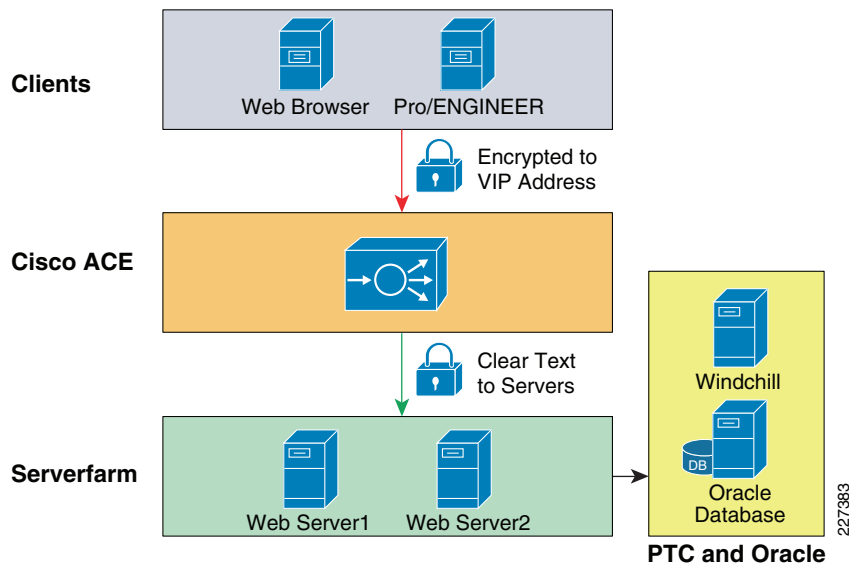 Clients
Web Browser
Pro/ENGINEER
Encrypted to
VIP Address
Cisco ACE
Clear Text
to Servers
Serverfarm
Web Server1
Web Server2
Windchill
DB
Oracle
Database
PTC and Oracle
227383